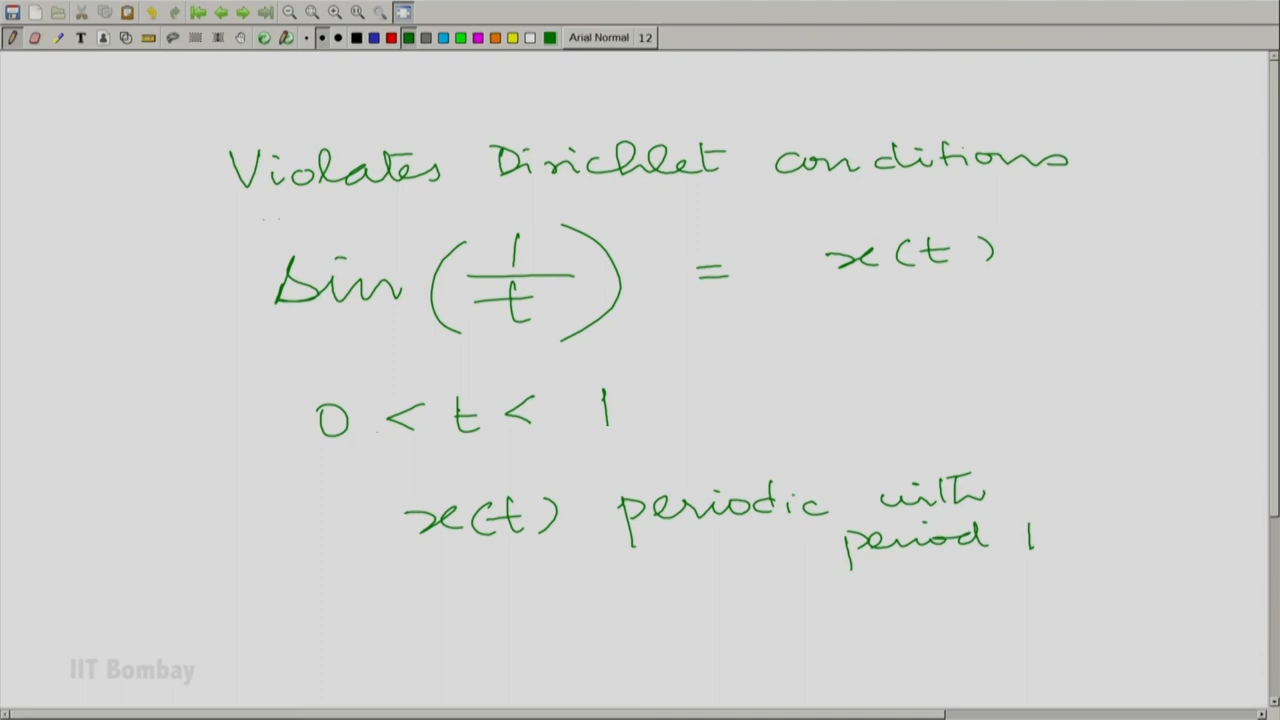 Arial Normal 12
Violates Dirichlet conditions
sin(1/t) = x(t)
0 < t < 1
x(t) periodic with
period 1
IIT Bombay